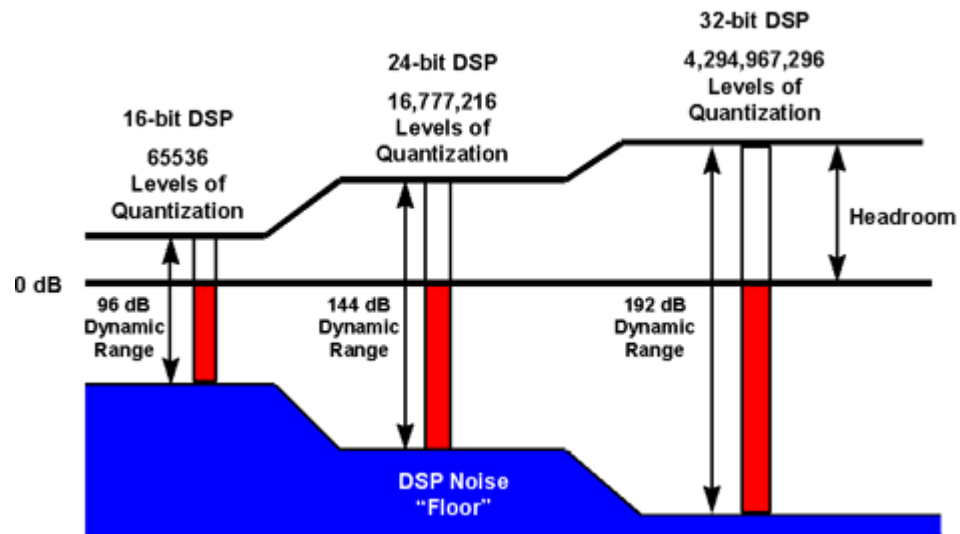 16-bit DSP
65536
Levels of
Quantization
24-bit DSP
16,777,216
Levels of
Quantization
32-bit DSP
4,294,967,296
Levels of
Quantization
Headroom
0 dB
96 dB
Dynamic
Range
144 dB
Dynamic
Range
192 dB
Dynamic
Range
DSP Noise
“Floor”